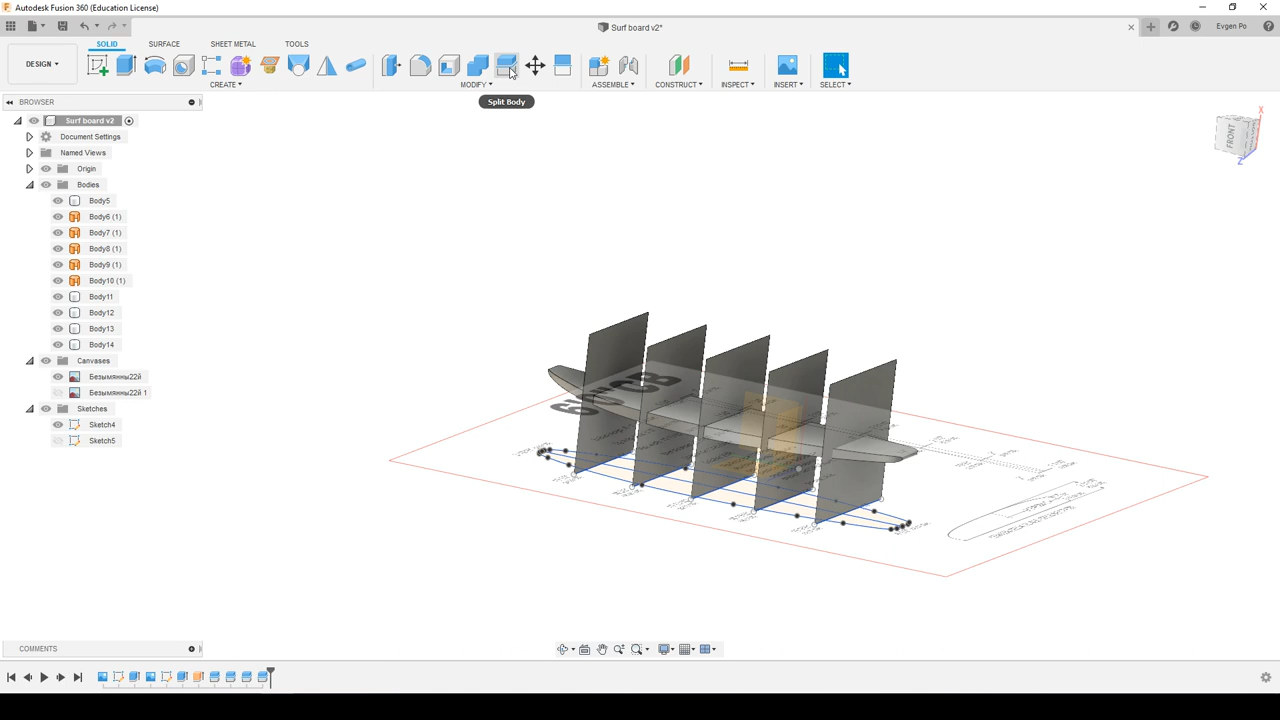 Autodesk Fusion 360 (Education License)
Surf board v2*
Evgen Po
DESIGN
SOLID
SURFACE
SHEET METAL
TOOLS
CREATE
MODIFY
ASSEMBLE
CONSTRUCT
INSPECT
INSERT
SELECT
Split Body
BROWSER
Surf board v2
Document Settings
Named Views
Origin
Bodies
Body5
Body6 (1)
Body7 (1)
Body8 (1)
Body9 (1)
Body10 (1)
Body11
Body12
Body13
Body14
Canvases
Безымянны22й
Безымянны22й 1
Sketches
Sketch4
Sketch5
FRONT
X
Z
COMMENTS